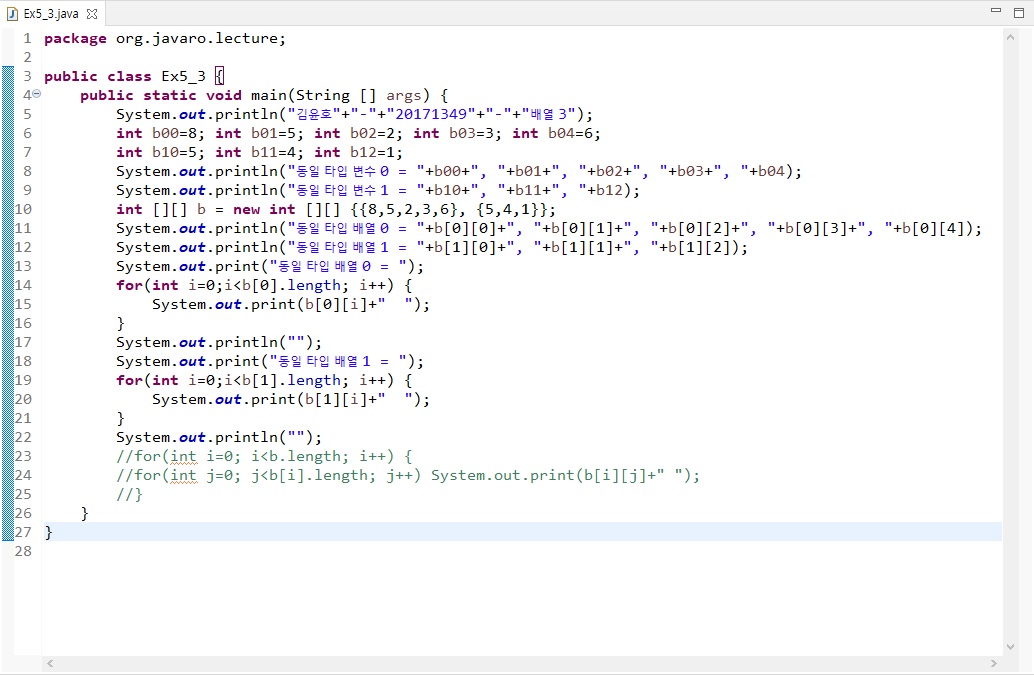 Ex5_3.java
1 package org.javaro.lecture;
2
3 public class Ex5_3 {
4 public static void main(String [] args) {
5 System.out.println("김윤호"+"-"+"20171349"+"-"+"배열 3");
6 int b00=8; int b01=5; int b02=2; int b03=3; int b04=6;
7 int b10=5; int b11=4; int b12=1;
8 System.out.println("동일 타입 변수 0 = "+b00+", "+b01+", "+b02+", "+b03+", "+b04);
9 System.out.println("동일 타입 변수 1 = "+b10+", "+b11+", "+b12);
10 int [][] b = new int [][] {{8,5,2,3,6}, {5,4,1}};
11 System.out.println("동일 타입 배열 0 = "+b[0][0]+", "+b[0][1]+", "+b[0][2]+", "+b[0][3]+", "+b[0][4]);
12 System.out.println("동일 타입 배열 1 = "+b[1][0]+", "+b[1][1]+", "+b[1][2]);
13 System.out.print("동일 타입 배열 0 = ");
14 for(int i=0;i<b[0].length; i++) {
15 System.out.print(b[0][i]+"  ");
16 }
17 System.out.println("");
18 System.out.print("동일 타입 배열 1 = ");
19 for(int i=0;i<b[1].length; i++) {
20 System.out.print(b[1][i]+"  ");
21 }
22 System.out.println("");
23 //for(int i=0; i<b.length; i++) {
24 //for(int j=0; j<b[i].length; j++) System.out.print(b[i][j]+" ");
25 //}
26 }
27 }
28